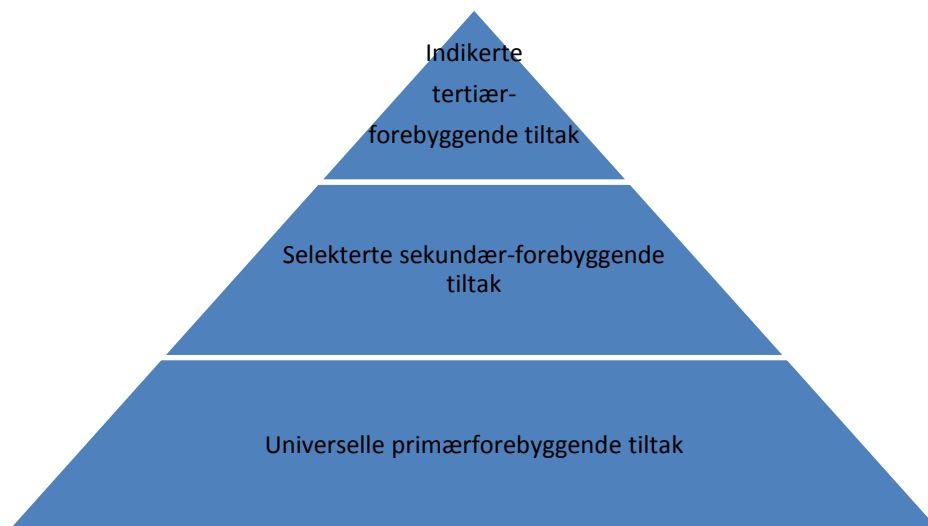 Indikerte
tertiær-
forebyggende tiltak
Selekterte sekundær-forebyggende
tiltak
Universelle primærforebyggende tiltak